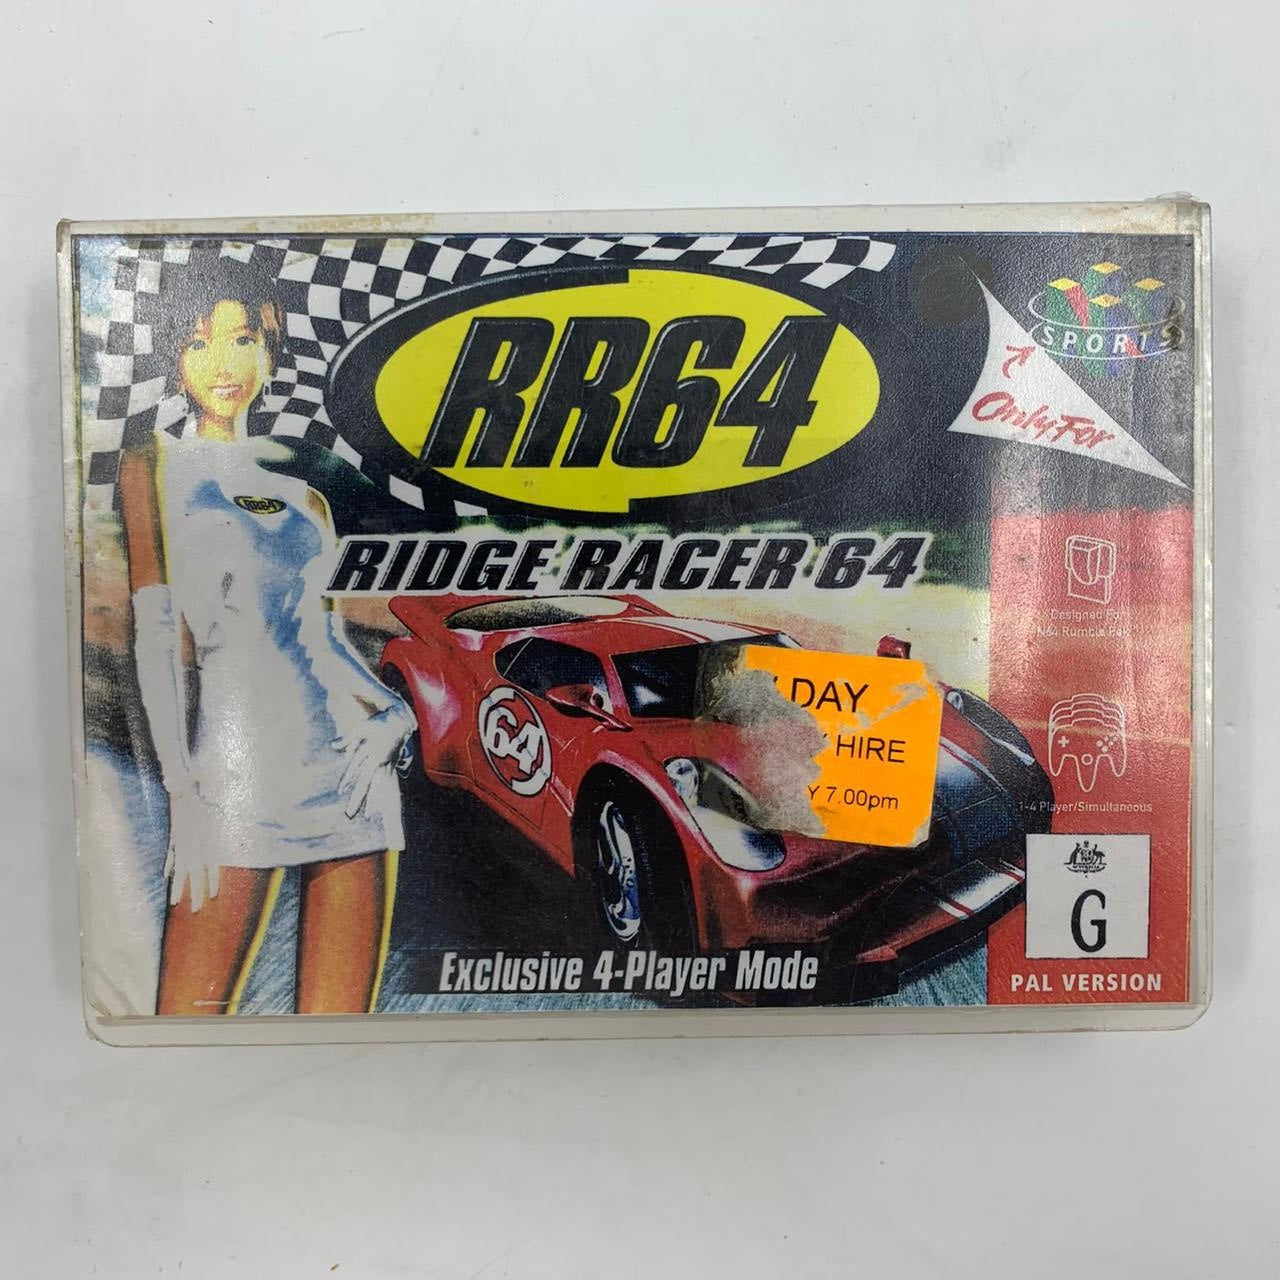 RR64
SPORTS
Only For
RR64
RIDGE RACER 64
Designed For
N64 Rumble Pak
64
DAY
HIRE
Y 7.00pm
1-4 Player/Simultaneous
AUSTRALIA
G
Exclusive 4-Player Mode
PAL VERSION